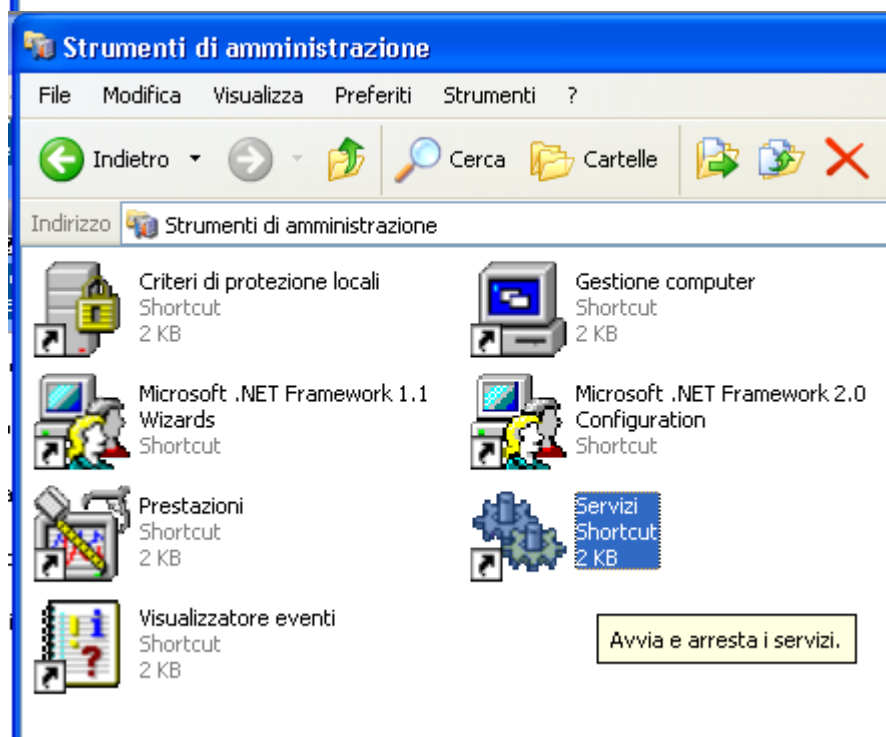 Strumenti di amministrazione
File Modifica Visualizza Preferiti Strumenti ?
Indietro Cerca Cartelle
Indirizzo Strumenti di amministrazione
Criteri di protezione locali
Shortcut
2 KB
Gestione computer
Shortcut
2 KB
Microsoft .NET Framework 1.1
Wizards
Shortcut
Microsoft .NET Framework 2.0
Configuration
Shortcut
Prestazioni
Shortcut
2 KB
Servizi
Shortcut
2 KB
Visualizzatore eventi
Shortcut
2 KB
Avvia e arresta i servizi.